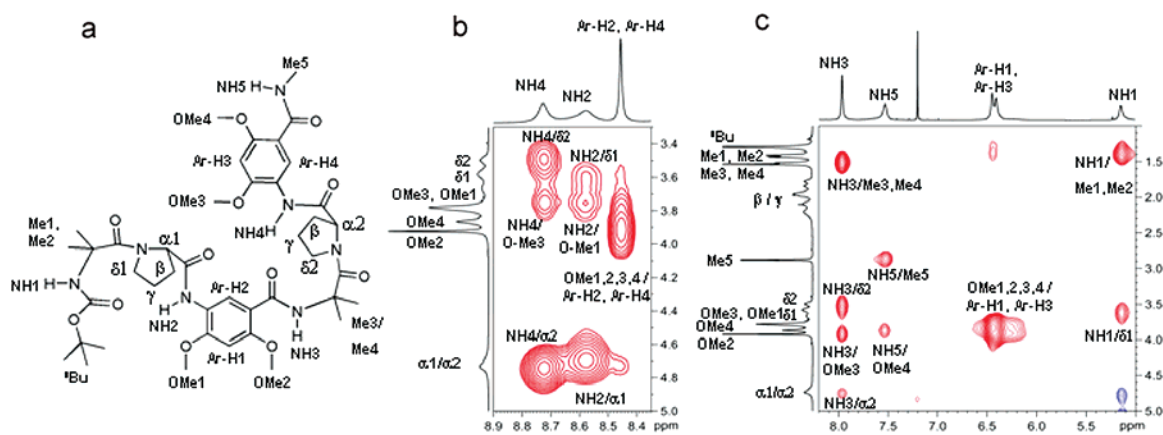 a
Me5
NH5 H N
OMe4 O
O
Ar-H3 Ar-H4
O
OMe3 N O
Me1, NH4 H
Me2 α1 β α2
O γ
N O N
NH1 H N δ1 β δ2
γ N Ar-H2 O O
O O H N
NH2 H Me3/
O O Me4
Ar-H1 NH3
tBu OMe1 OMe2
b
Ar-H2, Ar-H4
NH4 NH2
δ2
δ1
OMe3, OMe1
OMe4
OMe2
α1/α2
NH4/δ2
NH2/δ1
NH4/
O-Me3
NH2/
O-Me1
OMe1,2,3,4/
Ar-H2, Ar-H4
NH4/α2
NH2/α1
3.4
3.6
3.8
4.0
4.2
4.4
4.6
4.8
5.0
8.9 8.8 8.7 8.6 8.5 8.4 ppm
c
NH3
NH5
Ar-H1,
Ar-H3
NH1
tBu
Me1, Me2
Me3, Me4
β / γ
Me5
δ2
OMe3, OMe1 δ1
OMe4
OMe2
α1/α2
NH3/Me3, Me4
NH1/
Me1,Me2
NH5/Me5
NH3/δ2
OMe1,2,3,4/
Ar-H1, Ar-H3
NH1/δ1
NH3/
OMe3
NH5/
OMe4
NH3/α2
1.5
2.0
2.5
3.0
3.5
4.0
4.5
5.0
8.0 7.5 7.0 6.5 6.0 5.5 ppm